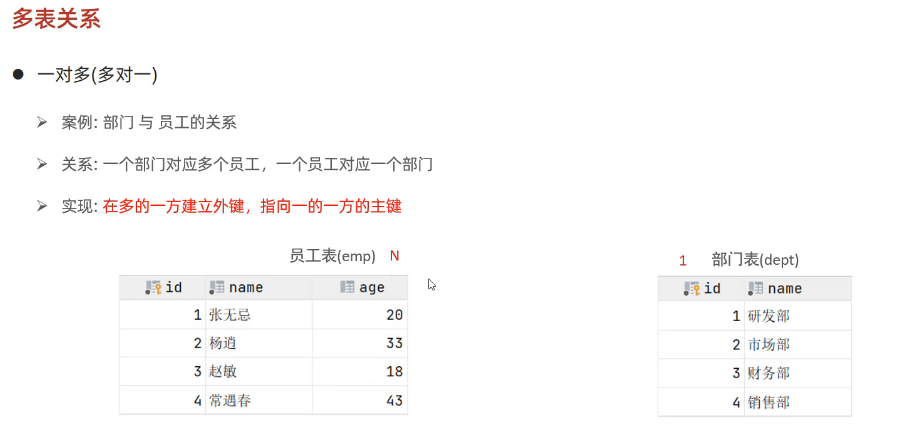 多表关系
一对多(多对一)
案例: 部门 与 员工的关系
关系: 一个部门对应多个员工，一个员工对应一个部门
实现: 在多的一方建立外键，指向一的一方的主键
员工表(emp) N
id name age
1 张无忌 20
2 杨逍 33
3 赵敏 18
4 常遇春 43
1 部门表(dept)
id name
1 研发部
2 市场部
3 财务部
4 销售部